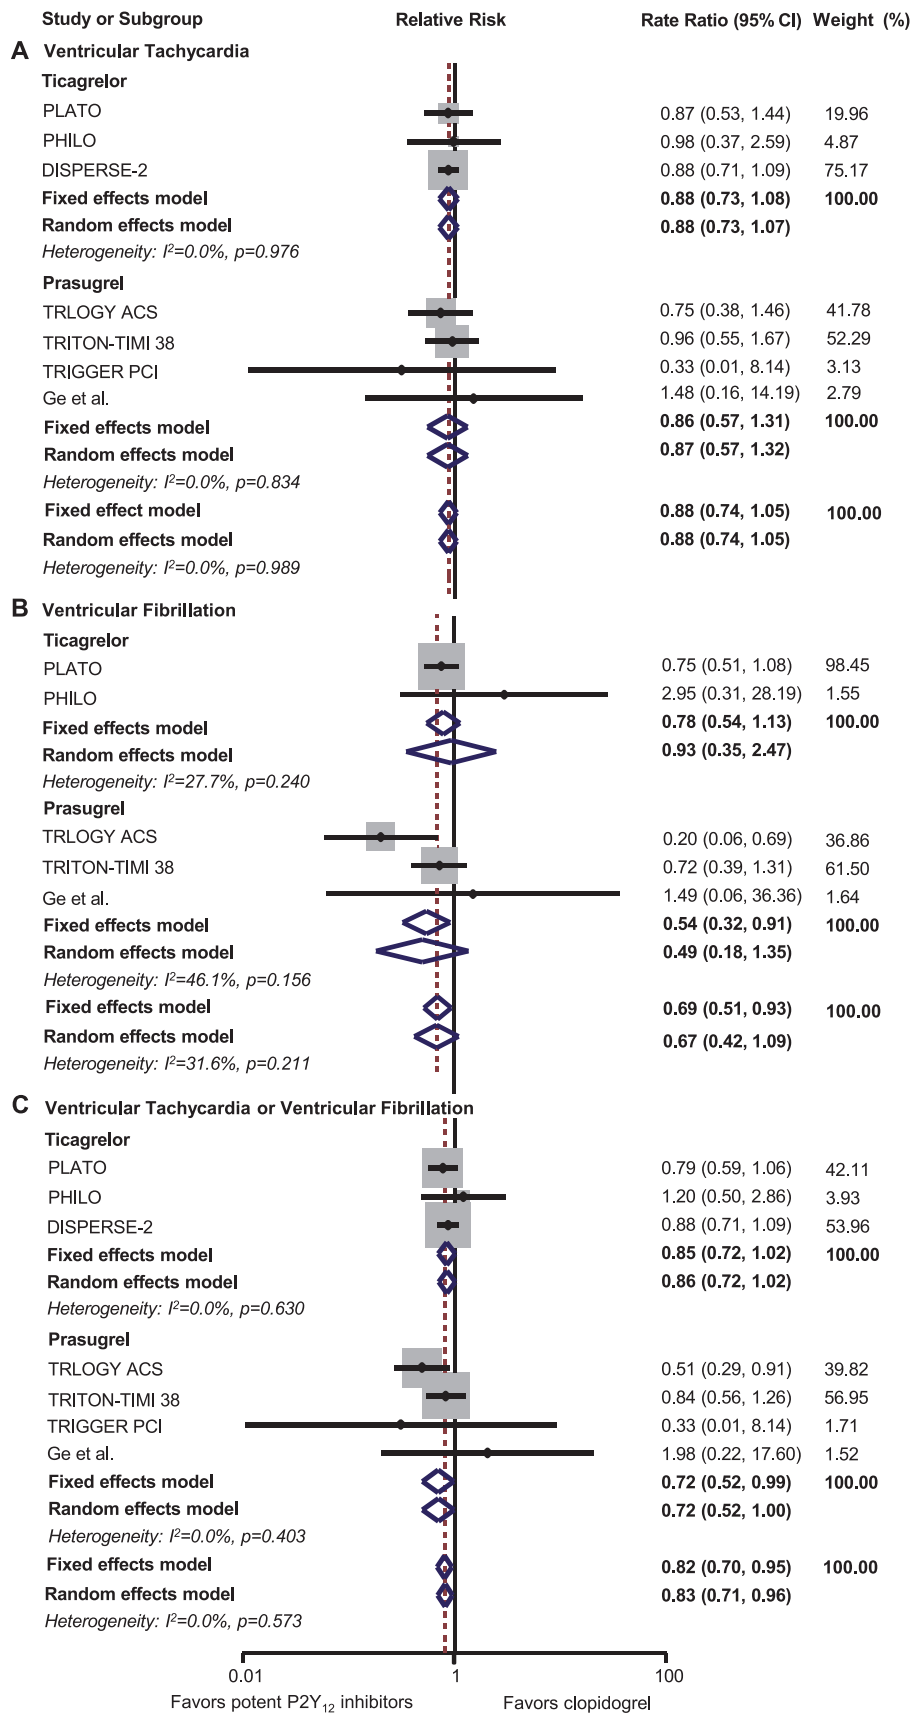 Study or Subgroup Relative Risk Rate Ratio (95% CI) Weight (%)
A Ventricular Tachycardia
Ticagrelor
PLATO 0.87 (0.53, 1.44) 19.96
PHILO 0.98 (0.37, 2.59) 4.87
DISPERSE-2 0.88 (0.71, 1.09) 75.17
Fixed effects model 0.88 (0.73, 1.08) 100.00
Random effects model 0.88 (0.73, 1.07)
Heterogeneity: I²=0.0%, p=0.976
Prasugrel
TRLOGY ACS 0.75 (0.38, 1.46) 41.78
TRITON-TIMI 38 0.96 (0.55, 1.67) 52.29
TRIGGER PCI 0.33 (0.01, 8.14) 3.13
Ge et al. 1.48 (0.16, 14.19) 2.79
Fixed effects model 0.86 (0.57, 1.31) 100.00
Random effects model 0.87 (0.57, 1.32)
Heterogeneity: I²=0.0%, p=0.834
Fixed effect model 0.88 (0.74, 1.05) 100.00
Random effects model 0.88 (0.74, 1.05)
Heterogeneity: I²=0.0%, p=0.989
B Ventricular Fibrillation
Ticagrelor
PLATO 0.75 (0.51, 1.08) 98.45
PHILO 2.95 (0.31, 28.19) 1.55
Fixed effects model 0.78 (0.54, 1.13) 100.00
Random effects model 0.93 (0.35, 2.47)
Heterogeneity: I²=27.7%, p=0.240
Prasugrel
TRLOGY ACS 0.20 (0.06, 0.69) 36.86
TRITON-TIMI 38 0.72 (0.39, 1.31) 61.50
Ge et al. 1.49 (0.06, 36.36) 1.64
Fixed effects model 0.54 (0.32, 0.91) 100.00
Random effects model 0.49 (0.18, 1.35)
Heterogeneity: I²=46.1%, p=0.156
Fixed effects model 0.69 (0.51, 0.93) 100.00
Random effects model 0.67 (0.42, 1.09)
Heterogeneity: I²=31.6%, p=0.211
C Ventricular Tachycardia or Ventricular Fibrillation
Ticagrelor
PLATO 0.79 (0.59, 1.06) 42.11
PHILO 1.20 (0.50, 2.86) 3.93
DISPERSE-2 0.88 (0.71, 1.09) 53.96
Fixed effects model 0.85 (0.72, 1.02) 100.00
Random effects model 0.86 (0.72, 1.02)
Heterogeneity: I²=0.0%, p=0.630
Prasugrel
TRLOGY ACS 0.51 (0.29, 0.91) 39.82
TRITON-TIMI 38 0.84 (0.56, 1.26) 56.95
TRIGGER PCI 0.33 (0.01, 8.14) 1.71
Ge et al. 1.98 (0.22, 17.60) 1.52
Fixed effects model 0.72 (0.52, 0.99) 100.00
Random effects model 0.72 (0.52, 1.00)
Heterogeneity: I²=0.0%, p=0.403
Fixed effects model 0.82 (0.70, 0.95) 100.00
Random effects model 0.83 (0.71, 0.96)
Heterogeneity: I²=0.0%, p=0.573
0.01 1 100
Favors potent P2Y₁₂ inhibitors Favors clopidogrel